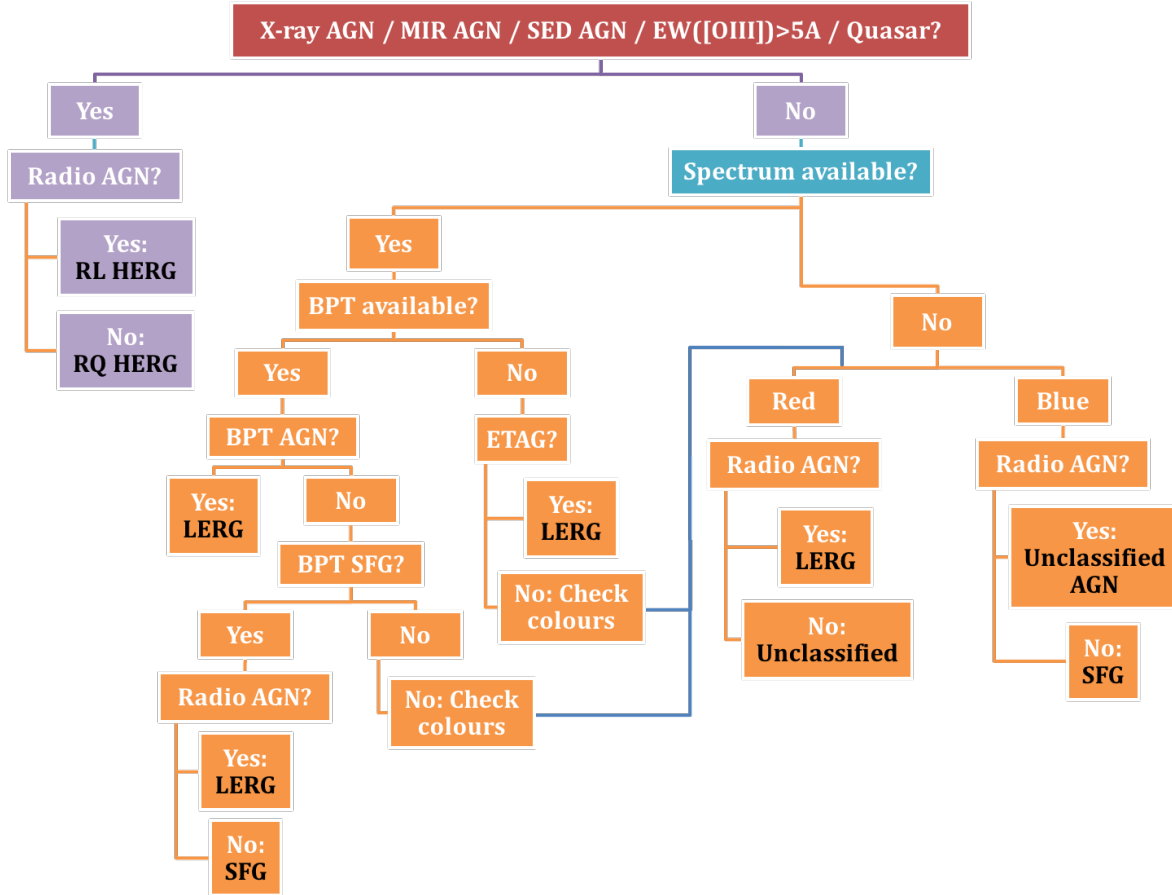 X-ray AGN / MIR AGN / SED AGN / EW([OIII])>5A / Quasar?
Yes
No
Radio AGN?
Spectrum available?
Yes:
RL HERG
No:
RQ HERG
Yes
No
BPT available?
Yes
No
BPT AGN?
ETAG?
Yes:
LERG
No
Yes:
LERG
BPT SFG?
No: Check
colours
Yes
No
Radio AGN?
No: Check
colours
Yes:
LERG
No:
SFG
Red
Blue
Radio AGN?
Radio AGN?
Yes:
LERG
No:
Unclassified
Yes:
Unclassified
AGN
No:
SFG